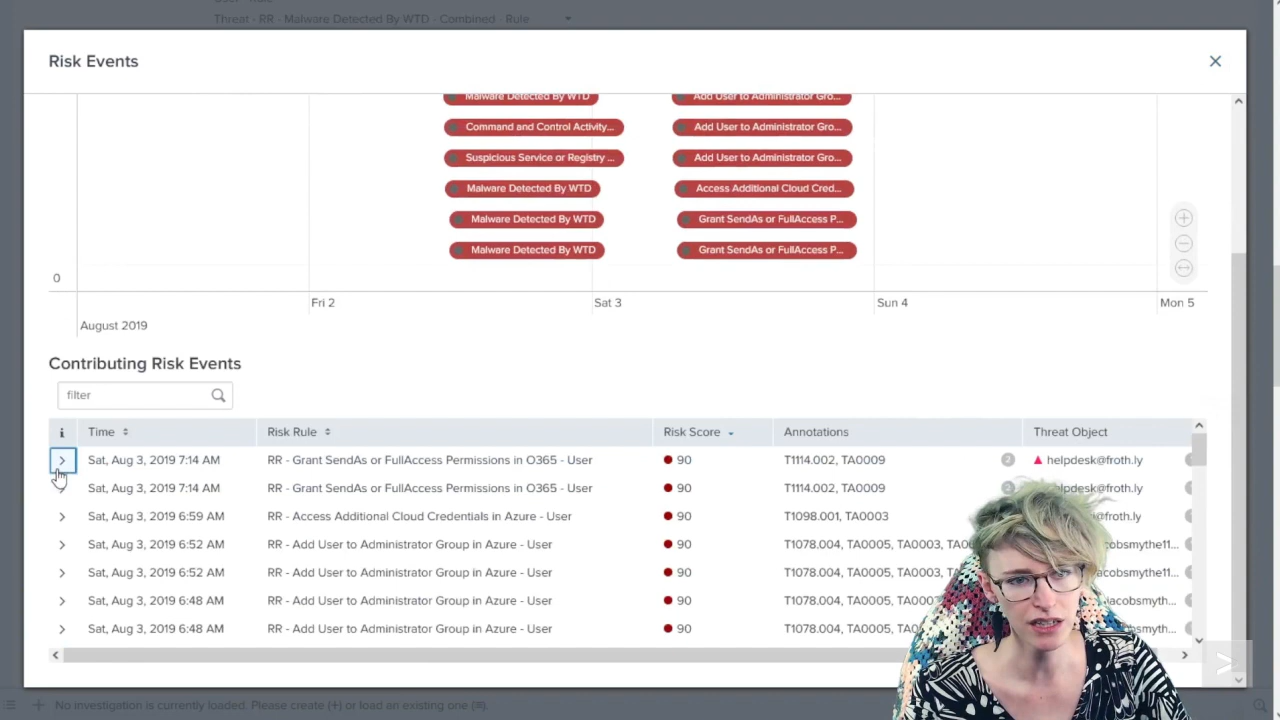 User - Rule
Threat - RR - Malware Detected By WTD - Combined - Rule
Risk Events
Malware Detected By WTD Add User to Administrator Gro...
Command and Control Activity... Add User to Administrator Gro...
Suspicious Service or Registry ... Add User to Administrator Gro...
Malware Detected By WTD Access Additional Cloud Cred...
Malware Detected By WTD Grant SendAs or FullAccess P...
Malware Detected By WTD Grant SendAs or FullAccess P...
0
Fri 2 Sat 3 Sun 4 Mon 5
August 2019
Contributing Risk Events
filter
i Time Risk Rule Risk Score Annotations Threat Object
Sat, Aug 3, 2019 7:14 AM RR - Grant SendAs or FullAccess Permissions in O365 - User 90 T1114.002, TA0009 2 helpdesk@froth.ly
Sat, Aug 3, 2019 7:14 AM RR - Grant SendAs or FullAccess Permissions in O365 - User 90 T1114.002, TA0009 2
Sat, Aug 3, 2019 6:59 AM RR - Access Additional Cloud Credentials in Azure - User 90 T1098.001, TA0003
Sat, Aug 3, 2019 6:52 AM RR - Add User to Administrator Group in Azure - User 90 T1078.004, TA0005, TA0003,
Sat, Aug 3, 2019 6:52 AM RR - Add User to Administrator Group in Azure - User 90 T1078.004, TA0005, TA0003,
Sat, Aug 3, 2019 6:48 AM RR - Add User to Administrator Group in Azure - User 90 T1078.004, TA0005,
Sat, Aug 3, 2019 6:48 AM RR - Add User to Administrator Group in Azure - User 90 T1078.004, TA0005,
No investigation is currently loaded. Please create (+) or load an existing one (≡).